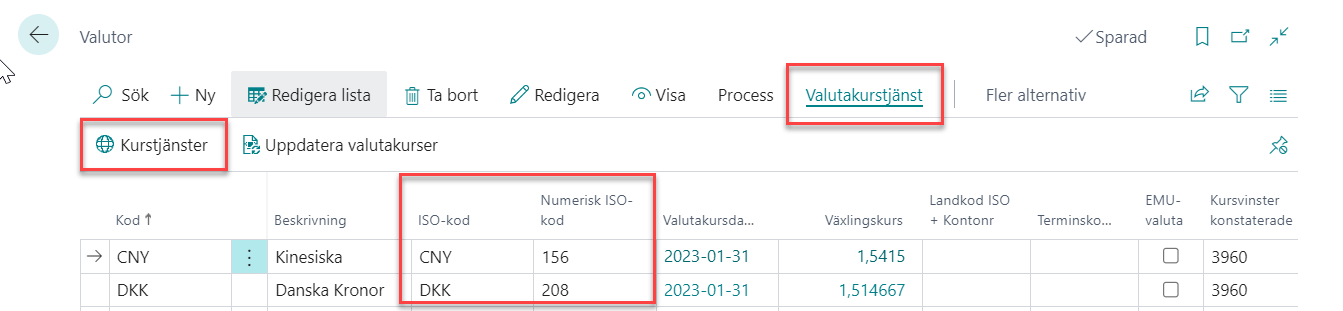 Valutor
Sparad
Sök Ny Redigera lista Ta bort Redigera Visa Process Valutakurstjänst Fler alternativ
Kurstjänster Uppdatera valutakurser
Kod ↑ Beskrivning ISO-kod Numerisk ISO-kod Valutakursda... Växlingskurs Landkod ISO + Kontonr Terminsko... EMU-valuta Kursvinster konstaterade
CNY Kinesiska CNY 156 2023-01-31 1,5415 3960
DKK Danska Kronor DKK 208 2023-01-31 1,514667 3960